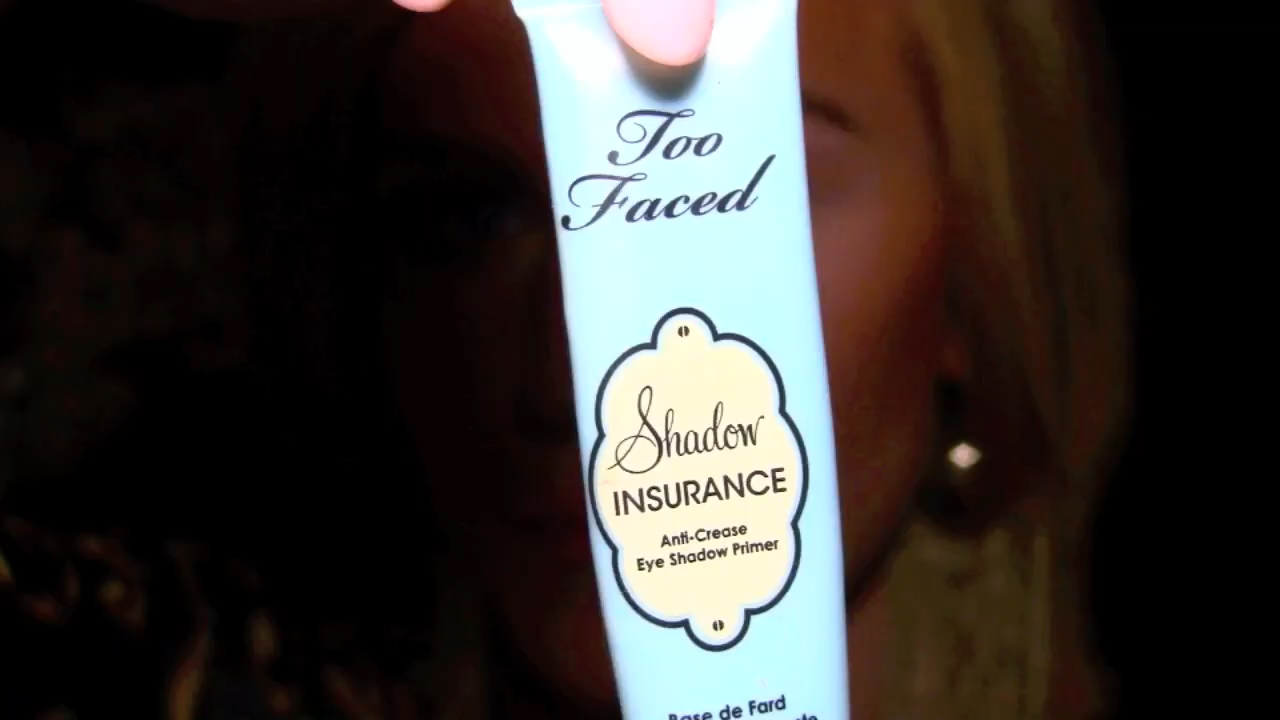 Too
Faced
Shadow
INSURANCE
Anti-Crease
Eye Shadow Primer
Base de Fard